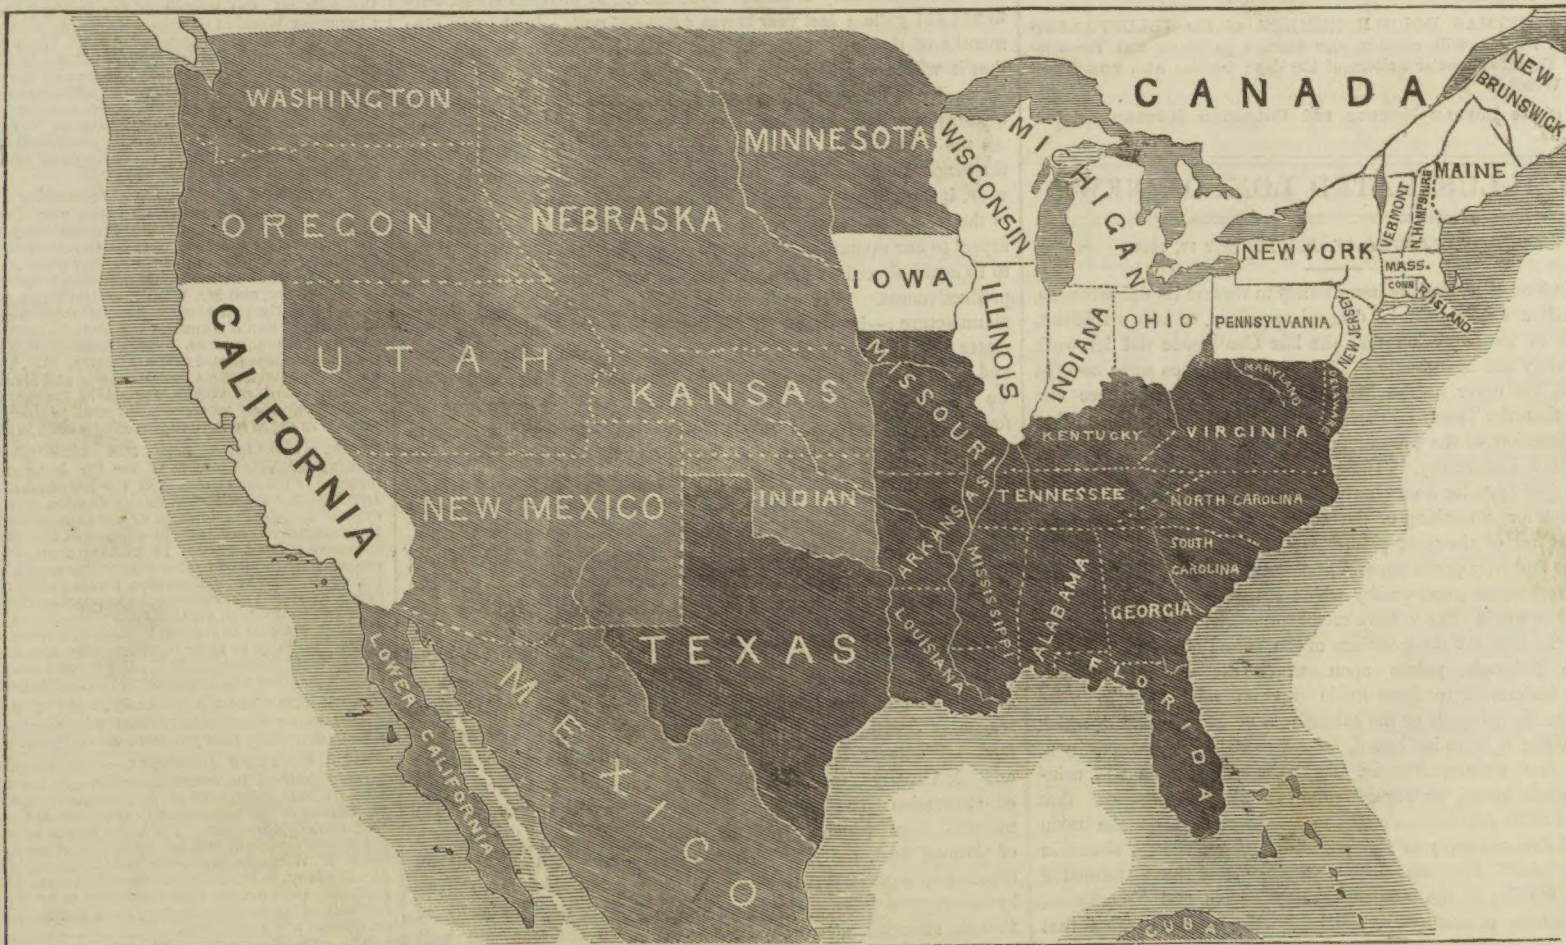 CANADA
NEW
BRUNSWICK
WASHINGTON
MINNESOTA
WISCONSIN
MICHIGAN
MAINE
VERMONT
N.HAMPSHIRE
OREGON
NEBRASKA
NEW YORK
MASS.
CONN
R.ISLAND
IOWA
ILLINOIS
INDIANA
OHIO
PENNSYLVANIA
NEW JERSEY
CALIFORNIA
UTAH
KANSAS
MISSOURI
KENTUCKY
VIRGINIA
MARYLAND
DELAWARE
NEW MEXICO
INDIAN
ARKANSAS
TENNESSEE
NORTH CAROLINA
SOUTH
CAROLINA
MISSISSIPPI
ALABAMA
GEORGIA
TEXAS
LOUISIANA
FLORIDA
LOWER
CALIFORNIA
MEXICO
CUBA